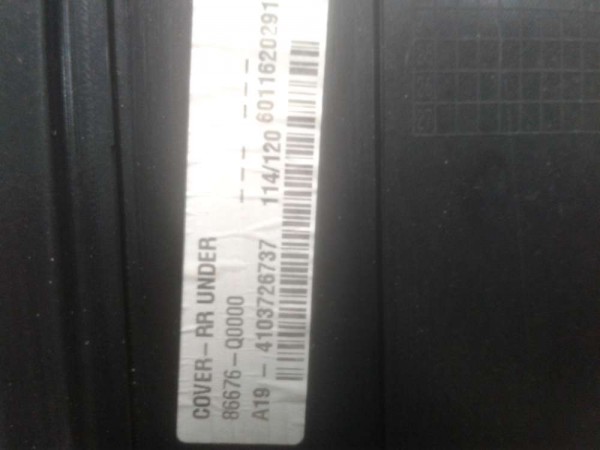 COVER-RR UNDER
86676-Q0000 --- --- ---
A19 - 4103726737 114/120 6011620291